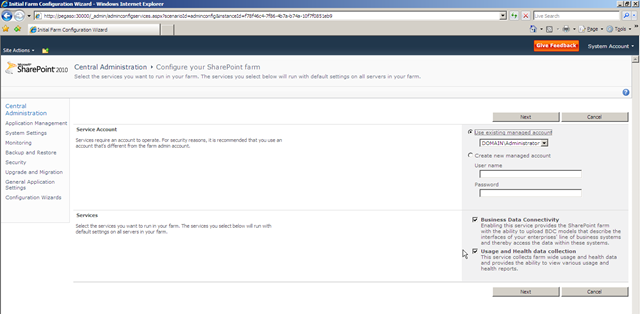 Initial Farm Configuration Wizard - Windows Internet Explorer
Live Search
Initial Farm Configuration Wizard
Page
Tools
Site Actions
Give Feedback
System Account
Microsoft
SharePoint 2010
Central Administration
Configure your SharePoint farm
Select the services you want to run in your farm. The services you select below will run with default settings on all servers in your farm.
Central
Administration
Application Management
System Settings
Monitoring
Backup and Restore
Security
Upgrade and Migration
General Application
Settings
Configuration Wizards
Next
Cancel
Service Account
Services require an account to operate. For security reasons, it is recommended that you use an
account that's different from the farm admin account.
Use existing managed account
DOMAIN\Administrator
Create new managed account
User name
Password
Services
Select the services you want to run in your farm. The services you select below will run with
default settings on all servers in your farm.
Business Data Connectivity
Enabling this service provides the SharePoint farm
with the ability to upload BDC models that describe the
interfaces of your enterprises' line of business systems
and thereby access the data within these systems.
Usage and Health data collection
This service collects farm wide usage and health data
and provides the ability to view various usage and
health reports.
Next
Cancel